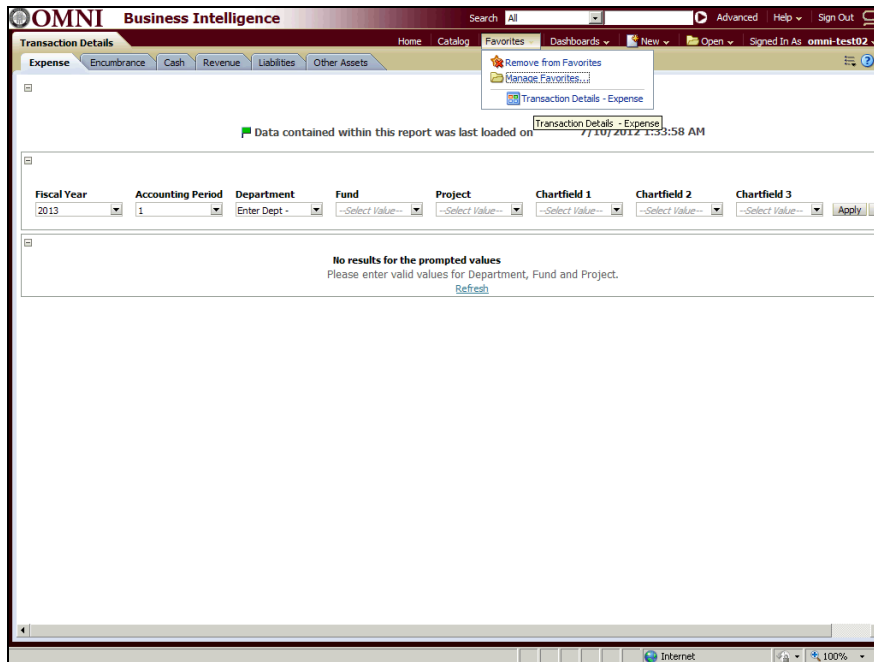 OMNI Business Intelligence Search All Advanced Help Sign Out
Transaction Details Home Catalog Favorites Dashboards New Open Signed In As omni-test02
Expense Encumbrance Cash Revenue Liabilities Other Assets
Remove from Favorites
Manage Favorites...
Transaction Details - Expense
Transaction Details - Expense
Data contained within this report was last loaded on 7/10/2012 1:33:58 AM
Fiscal Year Accounting Period Department Fund Project Chartfield 1 Chartfield 2 Chartfield 3
2013 1 Enter Dept - --Select Value-- --Select Value-- --Select Value-- --Select Value-- --Select Value-- Apply
No results for the prompted values
Please enter valid values for Department, Fund and Project.
Refresh
Internet 100%